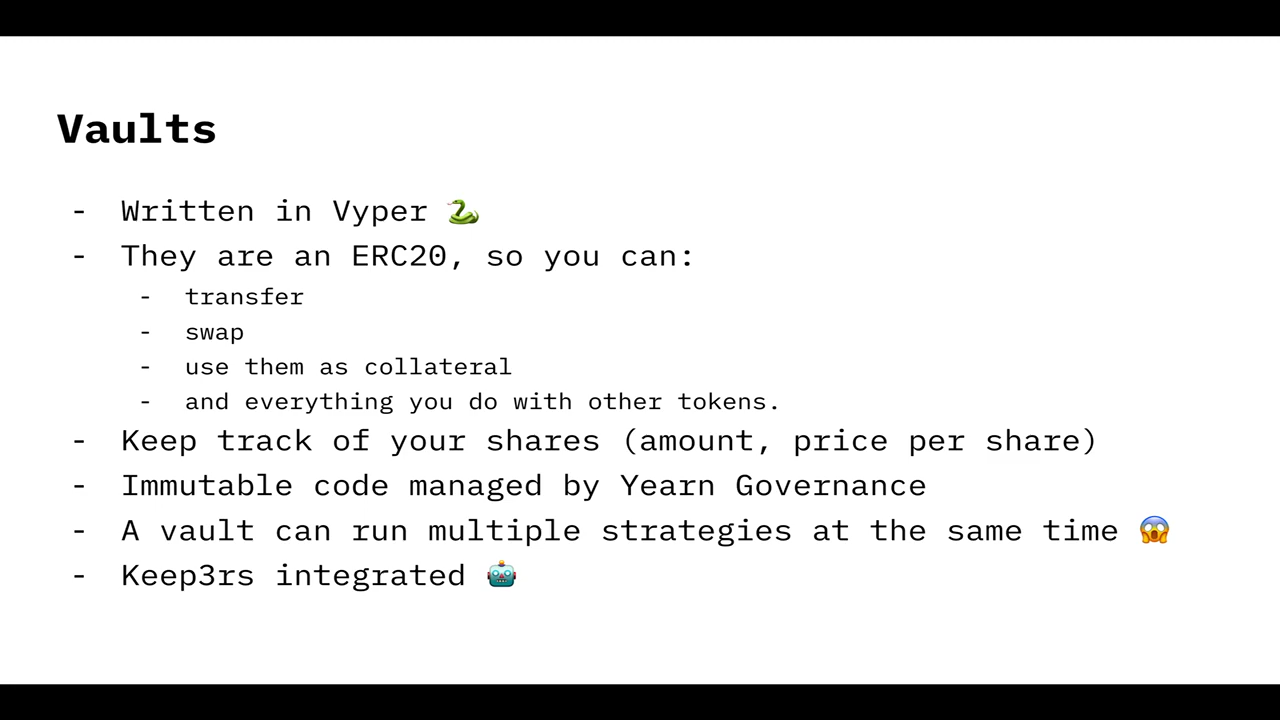 Vaults
- Written in Vyper 🐍
- They are an ERC20, so you can:
- transfer
- swap
- use them as collateral
- and everything you do with other tokens.
- Keep track of your shares (amount, price per share)
- Immutable code managed by Yearn Governance
- A vault can run multiple strategies at the same time 😱
- Keep3rs integrated 🤖